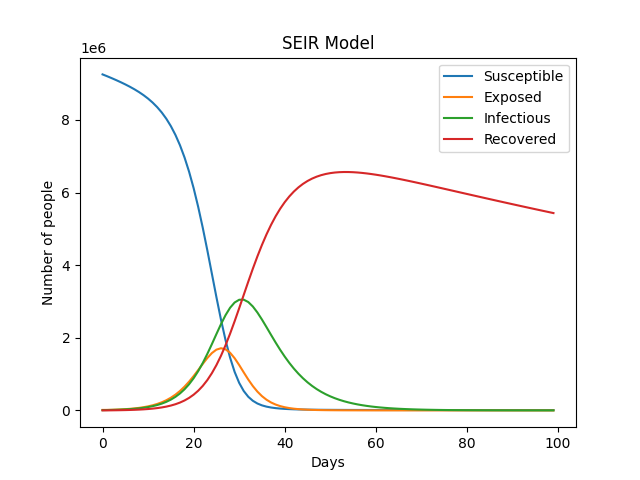 SEIR Model
1e6
Susceptible
Exposed
Infectious
Recovered
8
6
4
2
0
Number of people
0 20 40 60 80 100
Days